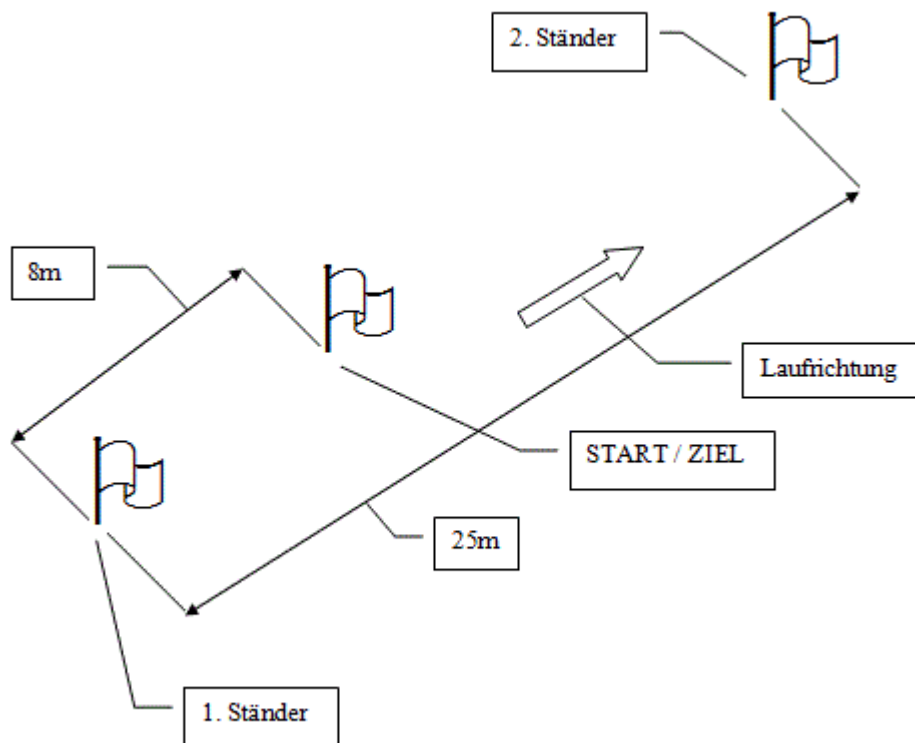 2. Ständer
8m
Laufrichtung
START / ZIEL
25m
1. Ständer